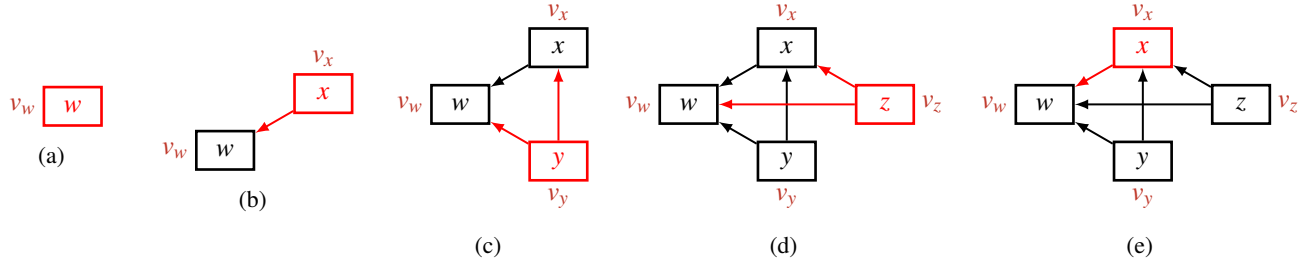 v_w w
(a)
v_x
x
v_w w
(b)
v_x
x
v_w w
y
v_y
(c)
v_x
x
v_w w z v_z
y
v_y
(d)
v_x
x
v_w w z v_z
y
v_y
(e)